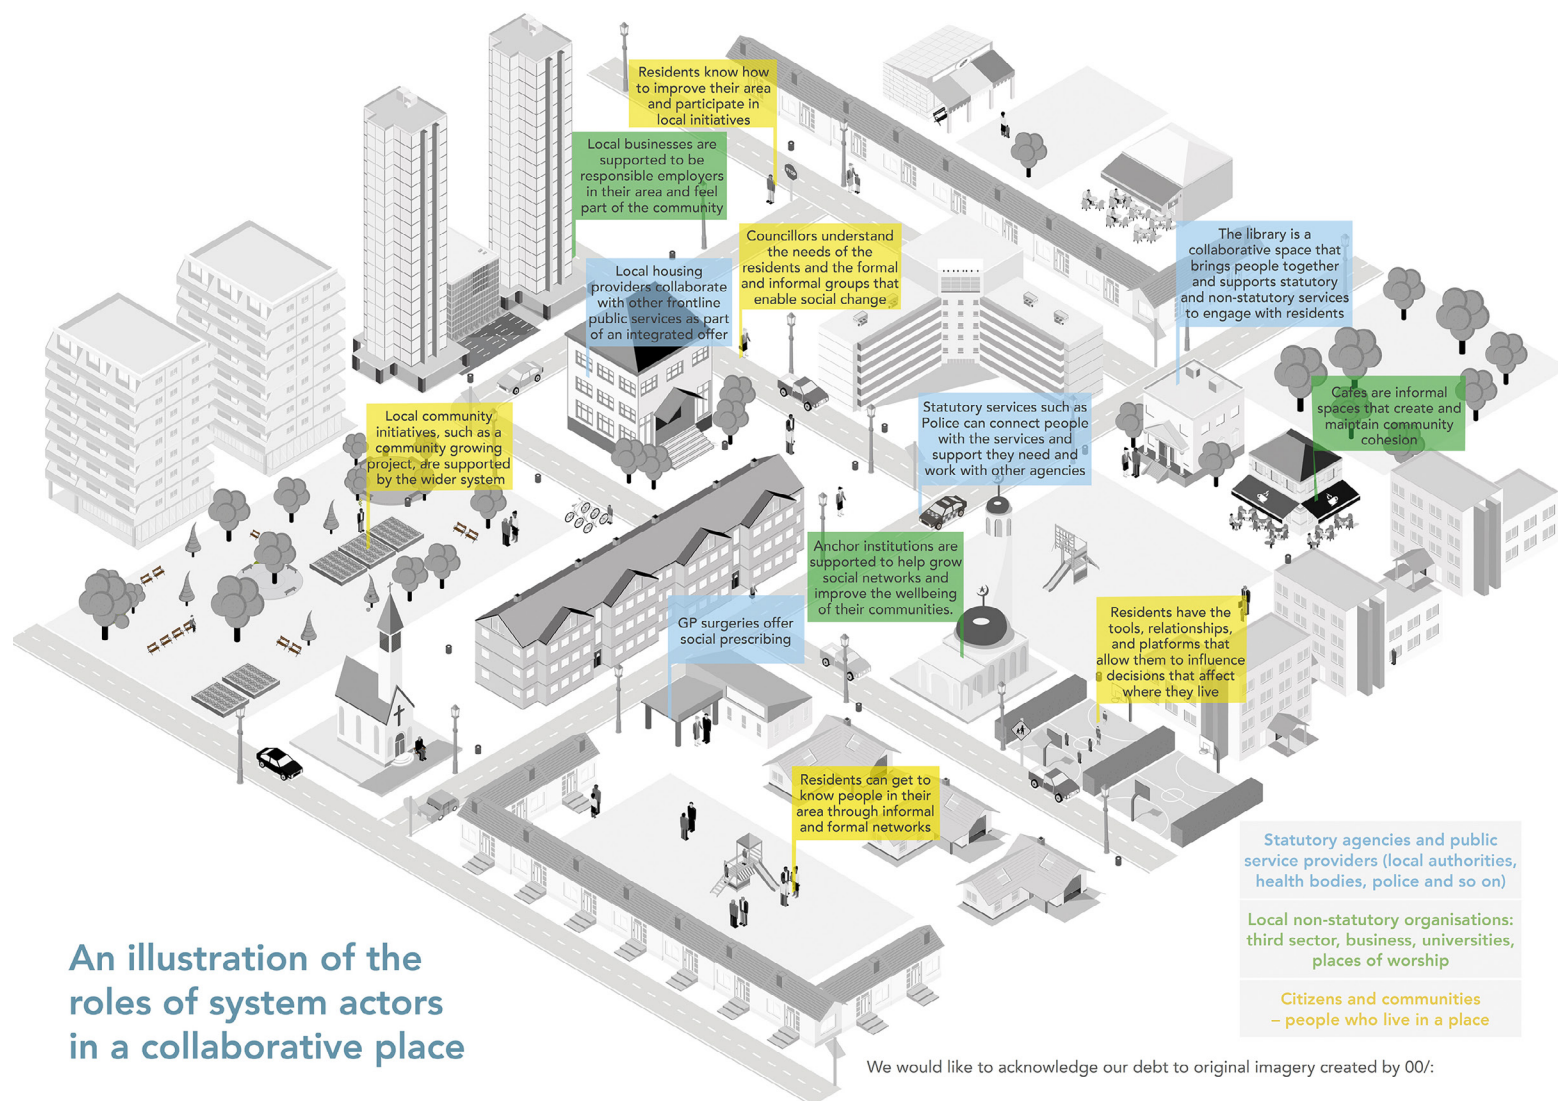 Residents know how
to improve their area
and participate in
local initiatives
Local businesses are
supported to be
responsible employers
in their area and feel
part of the community
Councillors understand
the needs of the
residents and the formal
and informal groups that
enable social change
Local housing
providers collaborate
with other frontline
public services as part
of an integrated offer
The library is a
collaborative space that
brings people together
and supports statutory
and non-statutory services
to engage with residents
Cafes are informal
spaces that create and
maintain community
cohesion
Local community
initiatives, such as a
community growing
project, are supported
by the wider system
Statutory services such as
Police can connect people
with the services and
support they need and
work with other agencies
Anchor institutions are
supported to help grow
social networks and
improve the wellbeing
of their communities.
GP surgeries offer
social prescribing
Residents have the
tools, relationships,
and platforms that
allow them to influence
decisions that affect
where they live
Residents can get to
know people in their
area through informal
and formal networks
Statutory agencies and public
service providers (local authorities,
health bodies, police and so on)
Local non-statutory organisations:
third sector, business, universities,
places of worship
Citizens and communities
– people who live in a place
An illustration of the
roles of system actors
in a collaborative place
We would like to acknowledge our debt to original imagery created by 00/: